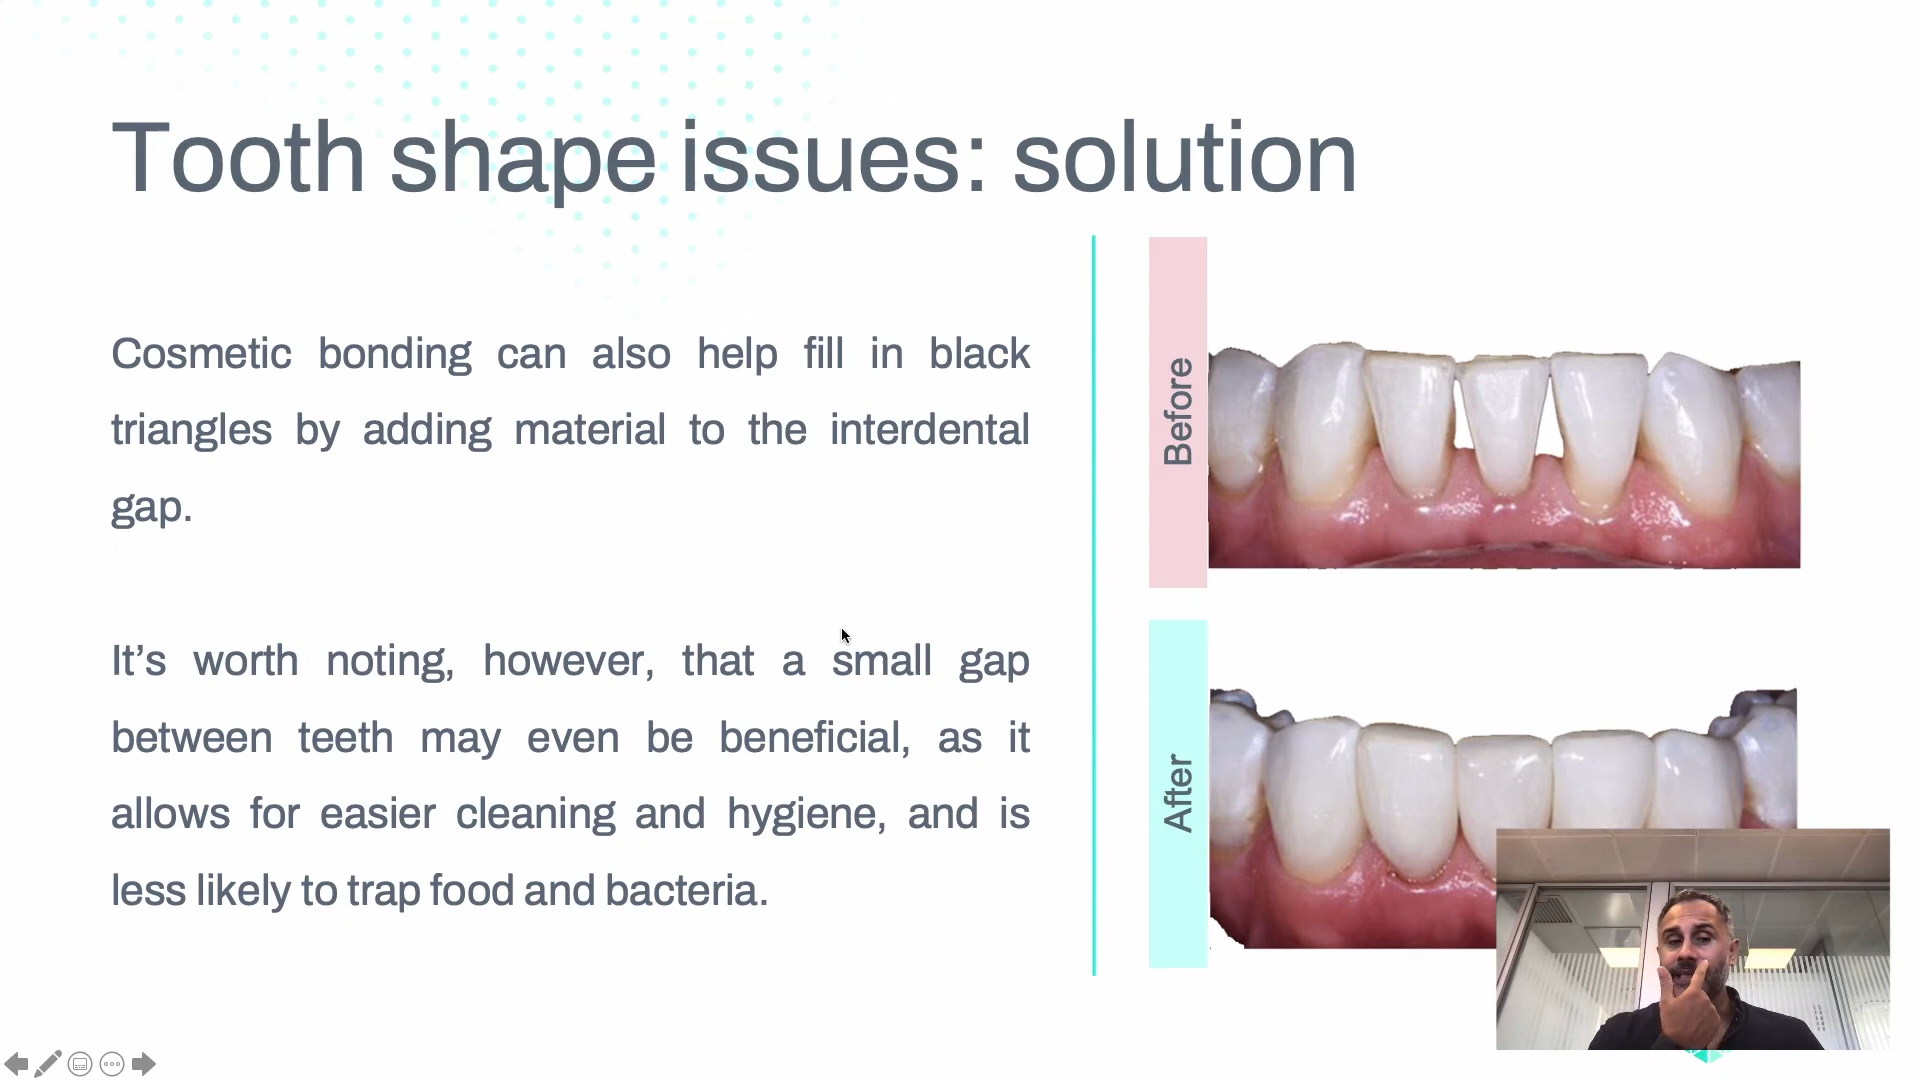 Tooth shape issues: solution
Cosmetic bonding can also help fill in black
triangles by adding material to the interdental
gap.
It’s worth noting, however, that a small gap
between teeth may even be beneficial, as it
allows for easier cleaning and hygiene, and is
less likely to trap food and bacteria.
Before
After